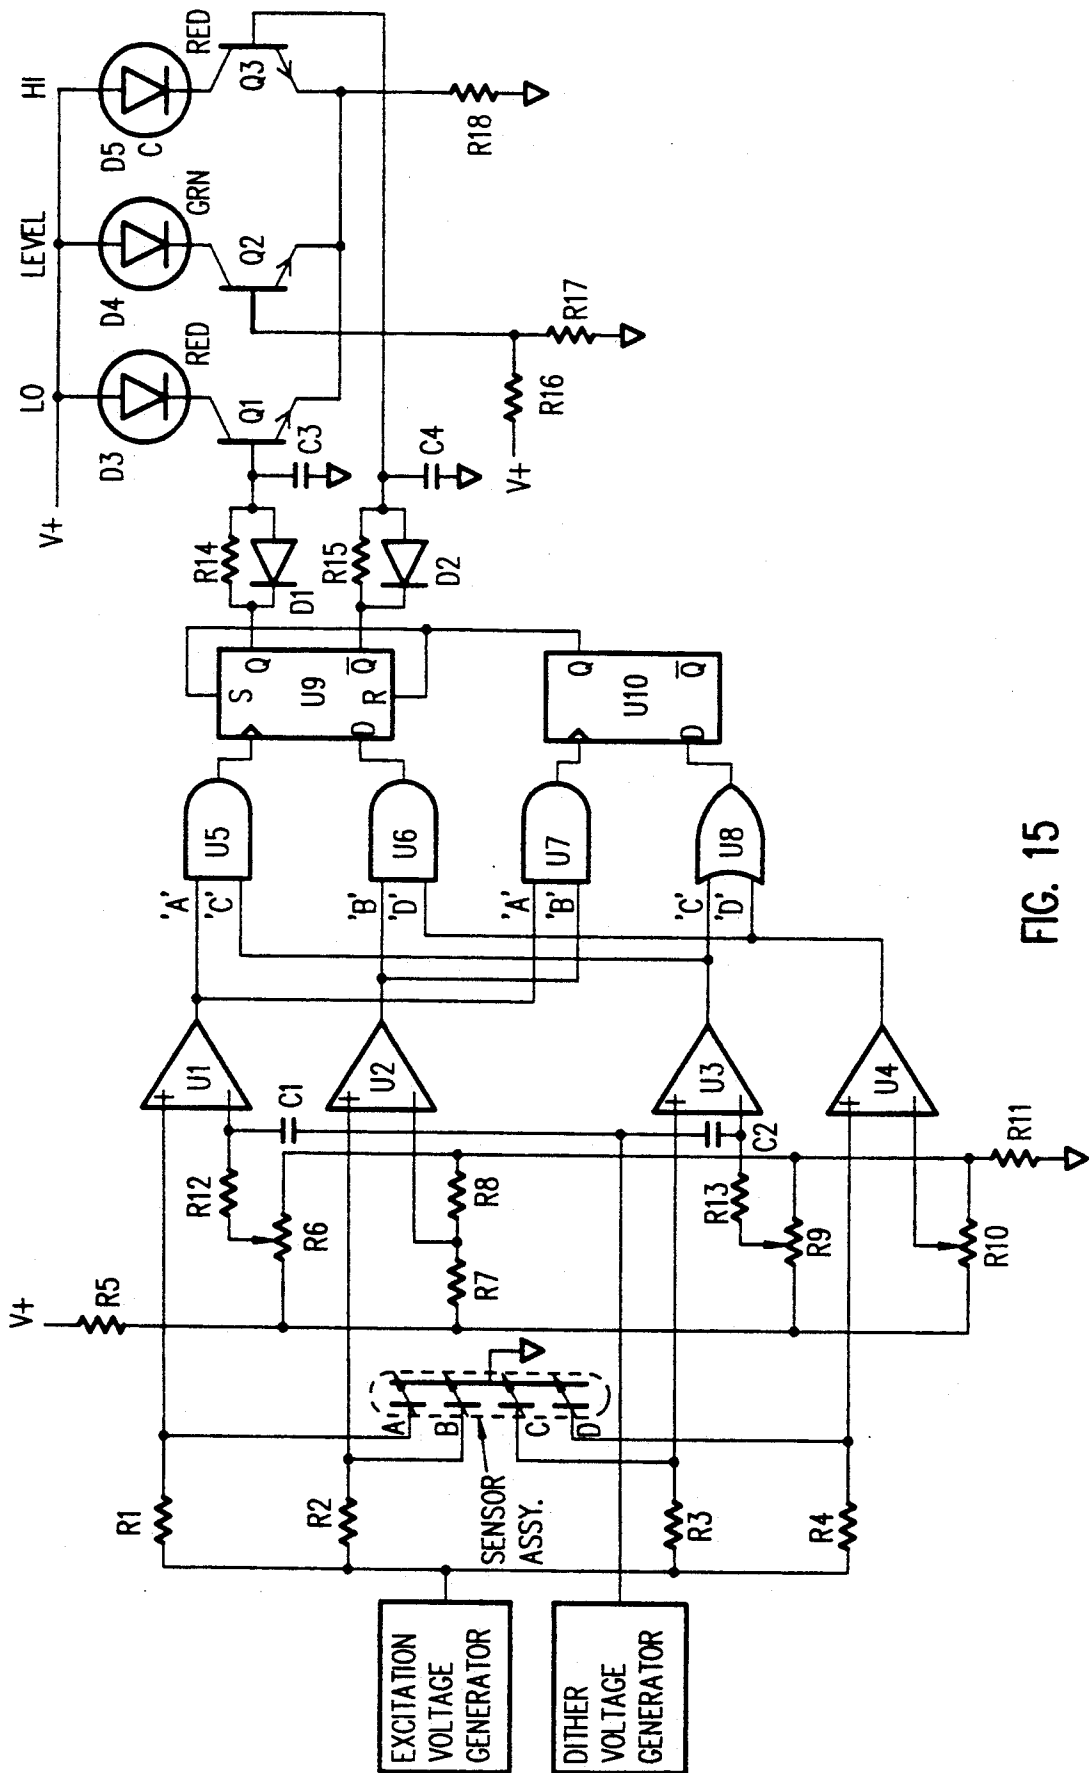 V+
LO
LEVEL
HI
D3
D4
D5
C
RED
GRN
RED
Q1
Q2
Q3
R14
D1
C3
R15
D2
C4
V+
R16
R17
R18
S
Q
U9
D
R
Q̅
Q
U10
D
Q̅
'A'
'C'
U5
'B'
'D'
U6
'A'
'B'
U7
'C'
'D'
U8
+
U1
−
+
U2
−
+
U3
−
+
U4
−
C1
C2
R12
R6
R8
R7
R13
R9
R10
R11
V+
R5
R1
R2
R3
R4
A
B
C
D
SENSOR
ASSY.
EXCITATION
VOLTAGE
GENERATOR
DITHER
VOLTAGE
GENERATOR
FIG. 15